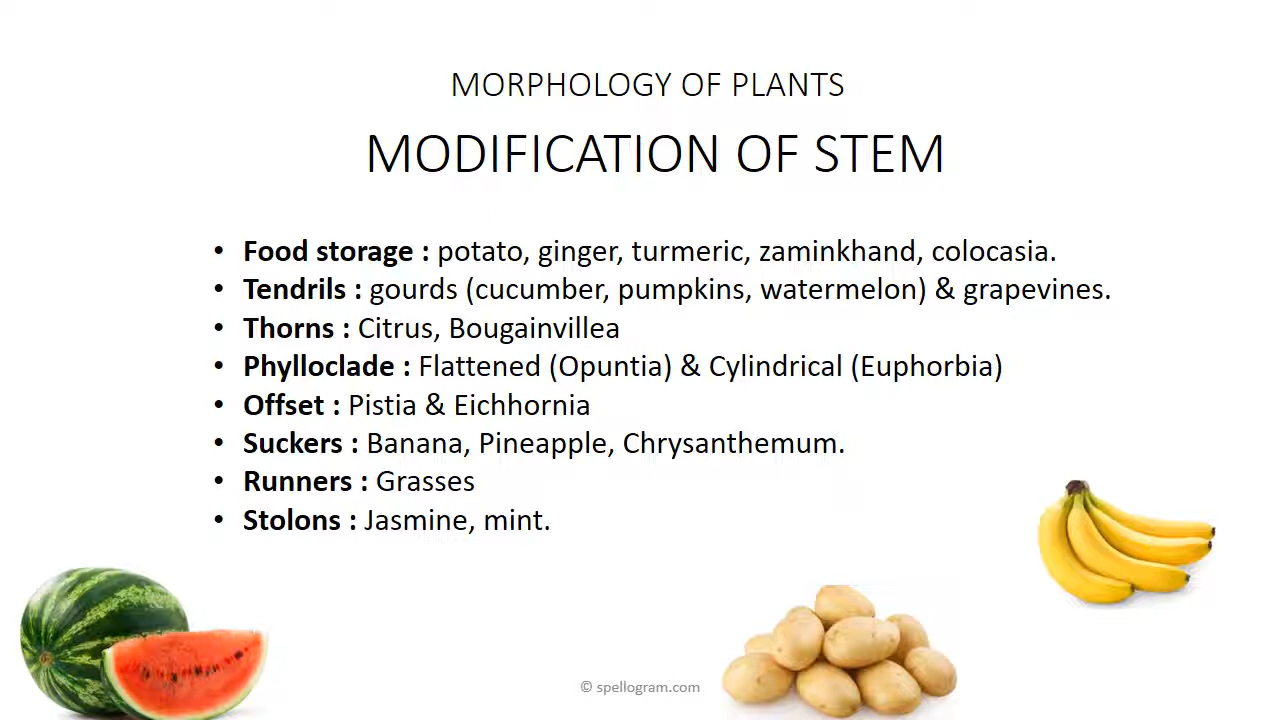 MORPHOLOGY OF PLANTS
MODIFICATION OF STEM
• Food storage : potato, ginger, turmeric, zaminkhand, colocasia.
• Tendrils : gourds (cucumber, pumpkins, watermelon) & grapevines.
• Thorns : Citrus, Bougainvillea
• Phylloclade : Flattened (Opuntia) & Cylindrical (Euphorbia)
• Offset : Pistia & Eichhornia
• Suckers : Banana, Pineapple, Chrysanthemum.
• Runners : Grasses
• Stolons : Jasmine, mint.
© spellogram.com